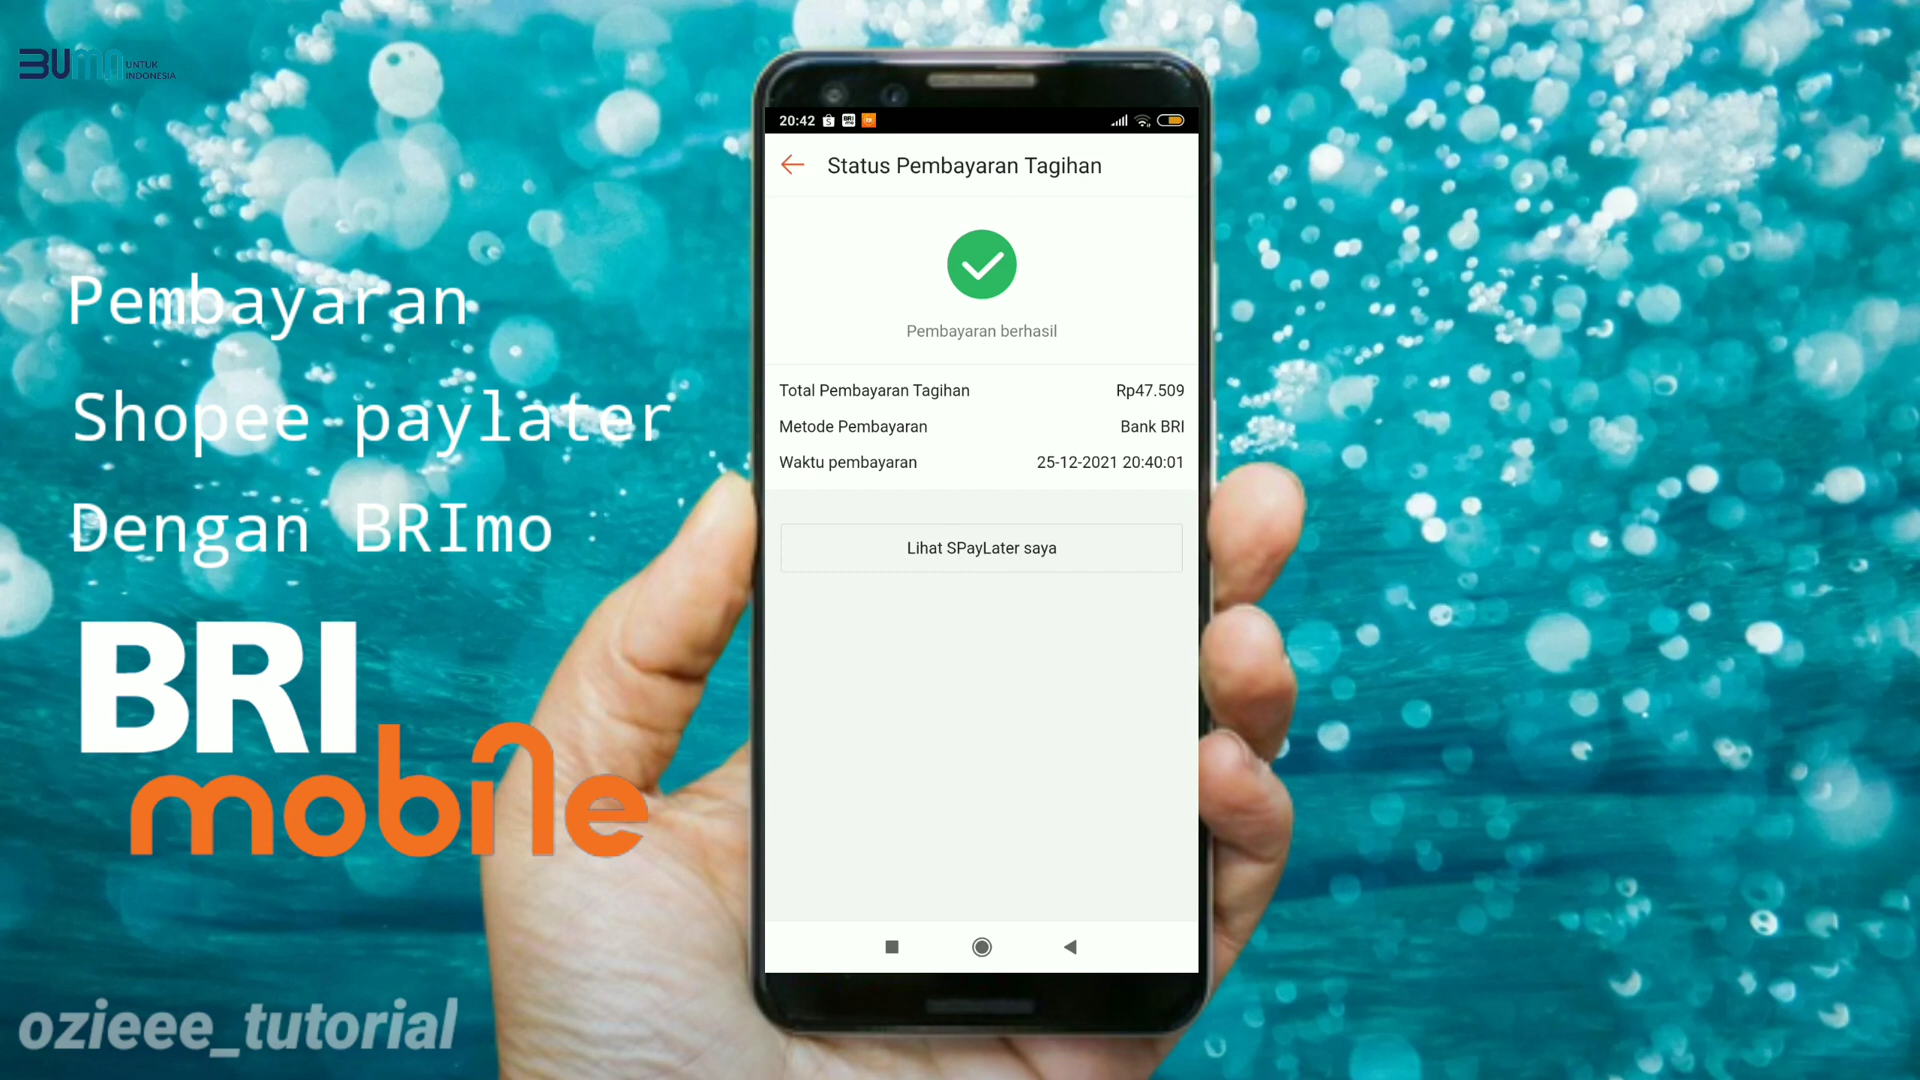 BUMN UNTUK
INDONESIA
Pembayaran
Shopee paylater
Dengan BRImo
BRI
mobile
ozieee_tutorial
20:42
Status Pembayaran Tagihan
Pembayaran berhasil
Total Pembayaran Tagihan Rp47.509
Metode Pembayaran Bank BRI
Waktu pembayaran 25-12-2021 20:40:01
Lihat SPayLater saya